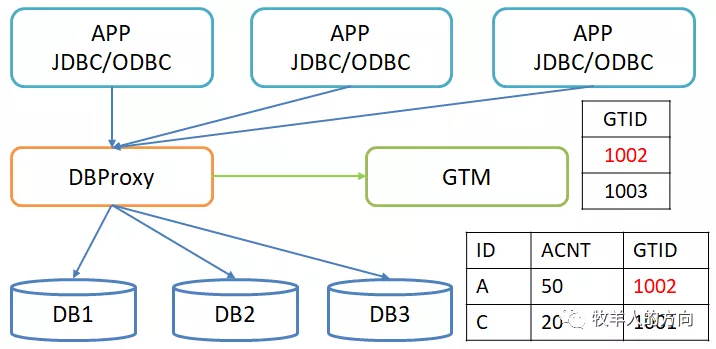 APP
JDBC/ODBC
APP
JDBC/ODBC
APP
JDBC/ODBC
GTID
1002
1003
DBProxy
GTM
ID ACNT GTID
A 50 1002
C 20 1001
DB1
DB2
DB3
牧羊人的方向